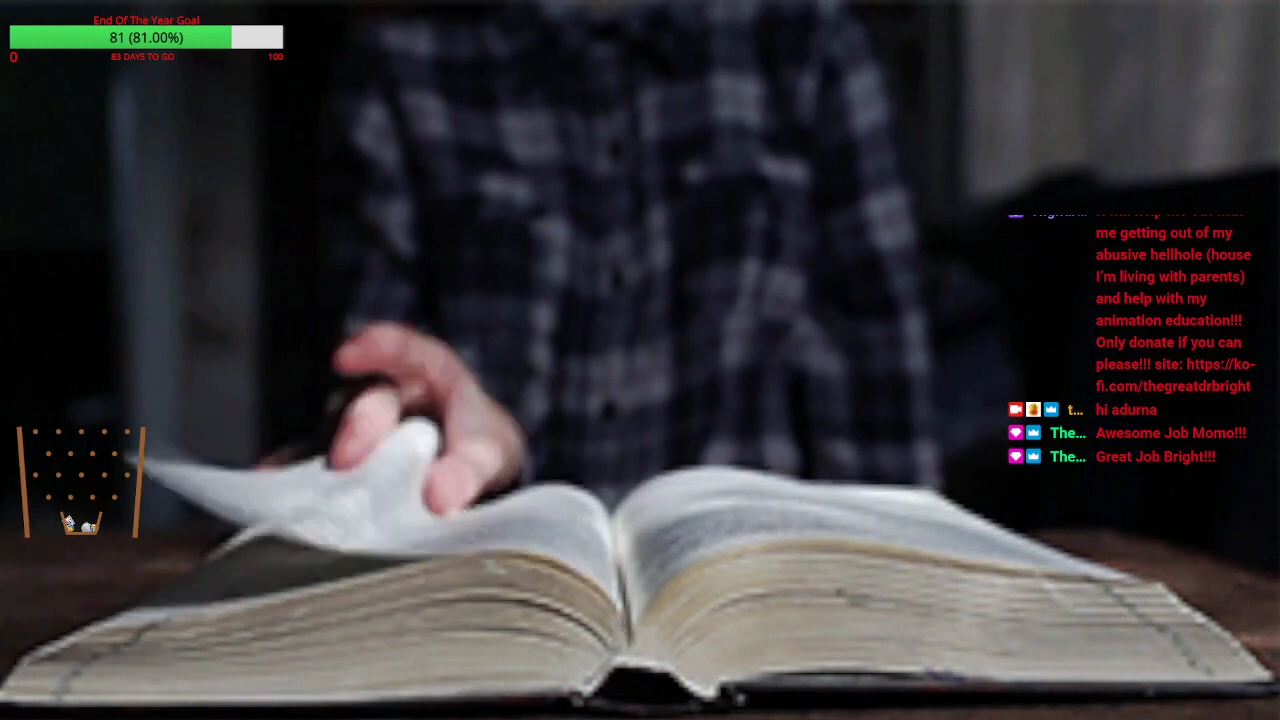 End Of The Year Goal
81 (81.00%)
0 83 DAYS TO GO 100
me getting out of my
abusive hellhole (house
I'm living with parents)
and help with my
animation education!!!
Only donate if you can
please!!! site: https://ko-
fi.com/thegreatdrbright
t... hi adurna
The... Awesome Job Momo!!!
The... Great Job Bright!!!